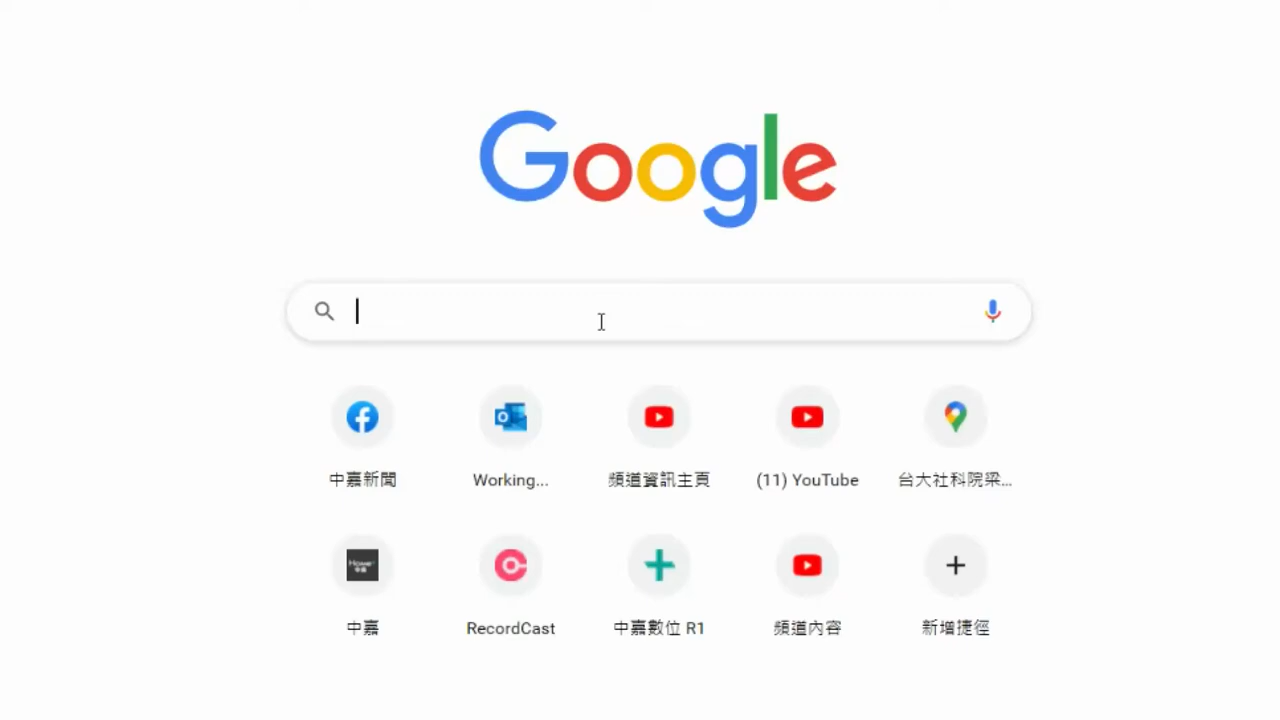 Google
中嘉新聞
Working...
頻道資訊主頁
(11) YouTube
台大社科院梁...
中嘉
RecordCast
中嘉數位 R1
頻道內容
新增捷徑